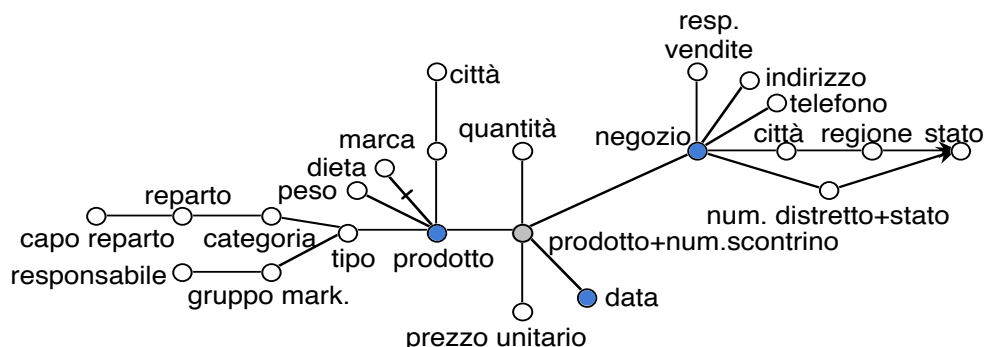 resp.
vendite
città
indirizzo
telefono
marca
quantità
negozio
città regione stato
dieta
peso
reparto
num. distretto+stato
capo reparto
categoria
tipo
prodotto
prodotto+num.scontrino
responsabile
gruppo mark.
data
prezzo unitario